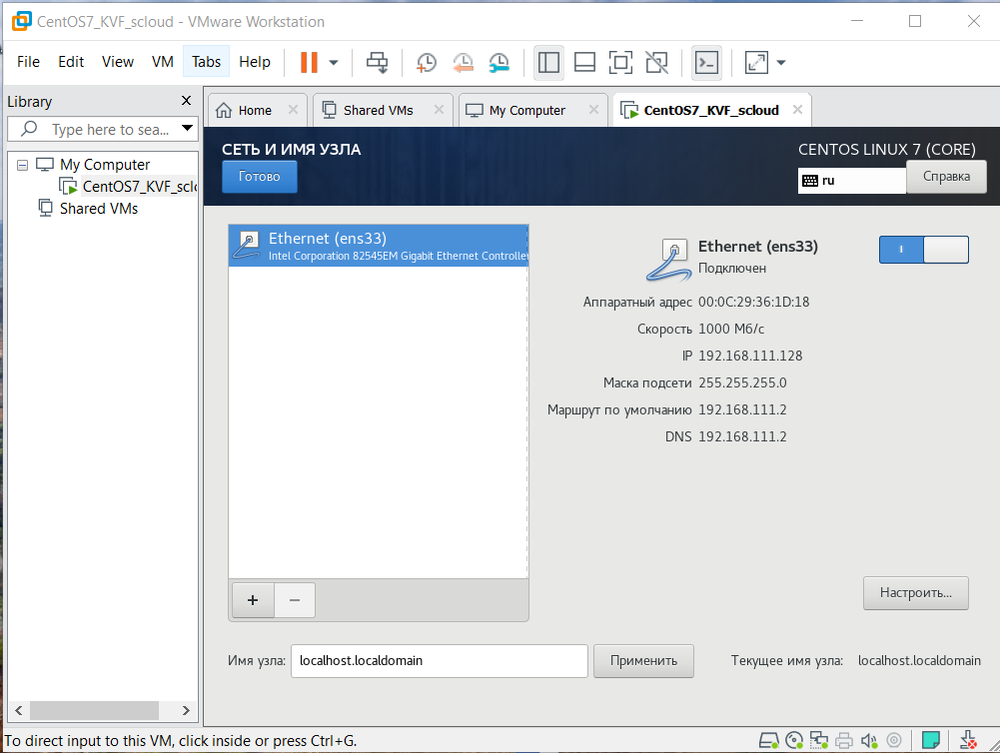 CentOS7_KVF_scloud - VMware Workstation
File Edit View VM Tabs Help
Library
Type here to sea...
My Computer
CentOS7_KVF_scl
Shared VMs
Home
Shared VMs
My Computer
CentOS7_KVF_scloud
СЕТЬ И ИМЯ УЗЛА
Готово
CENTOS LINUX 7 (CORE)
ru
Справка
Ethernet (ens33)
Intel Corporation 82545EM Gigabit Ethernet Controlle
Ethernet (ens33)
Подключен
Аппаратный адрес 00:0C:29:36:1D:18
Скорость 1000 Мб/с
IP 192.168.111.128
Маска подсети 255.255.255.0
Маршрут по умолчанию 192.168.111.2
DNS 192.168.111.2
+ −
Настроить...
Имя узла: localhost.localdomain
Применить
Текущее имя узла: localhost.localdomain
To direct input to this VM, click inside or press Ctrl+G.